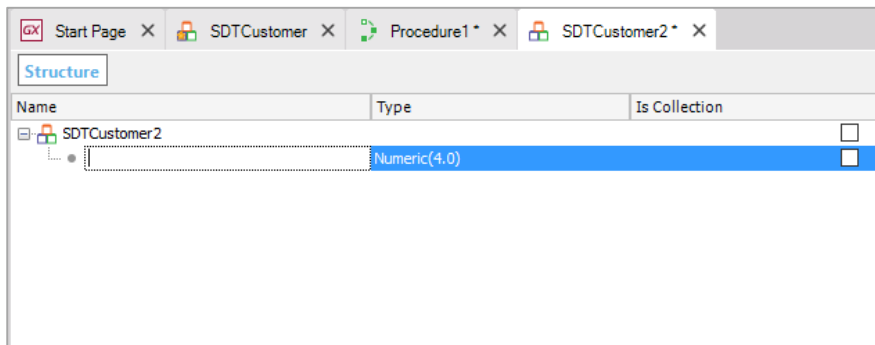 GX Start Page SDTCustomer Procedure1 * SDTCustomer2 *
Structure
Name Type Is Collection
SDTCustomer2
Numeric(4.0)